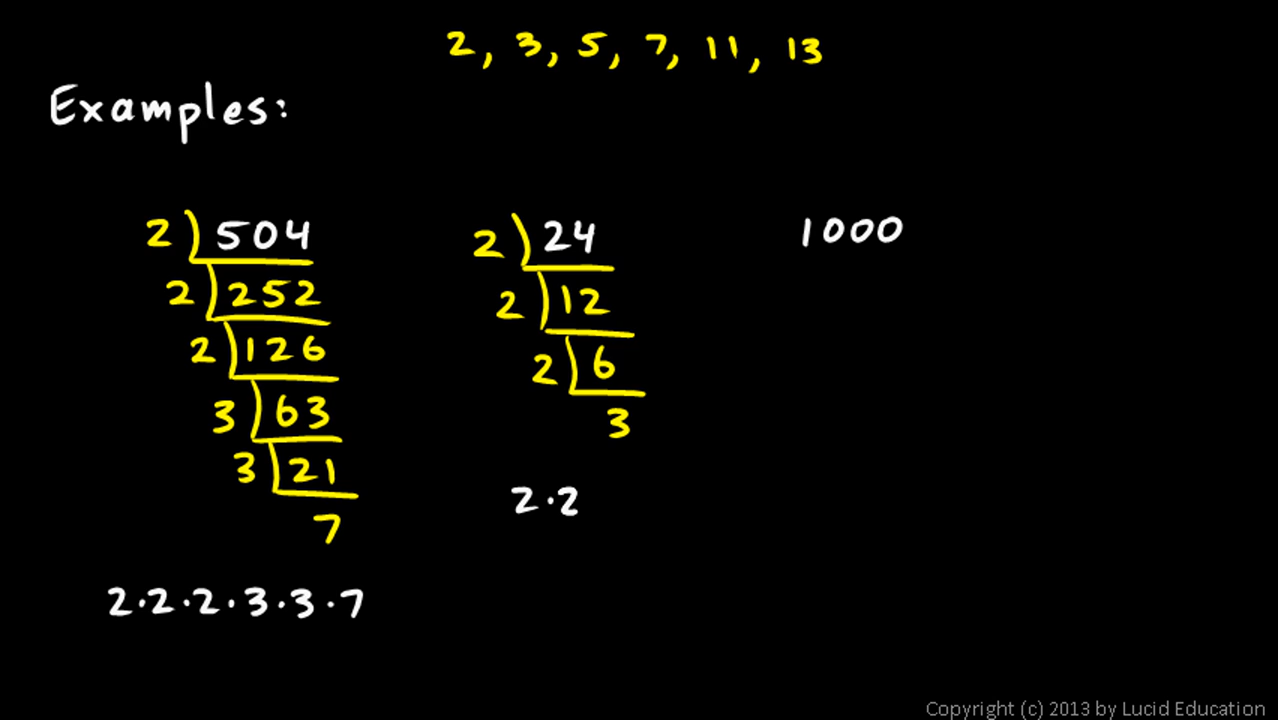 2, 3, 5, 7, 11, 13
Examples:
2 ) 504
2 ) 252
2 ) 126
3 ) 63
3 ) 21
7
2·2·2·3·3·7
2 ) 24
2 ) 12
2 ) 6
3
2·2
1000
Copyright (c) 2013 by Lucid Education